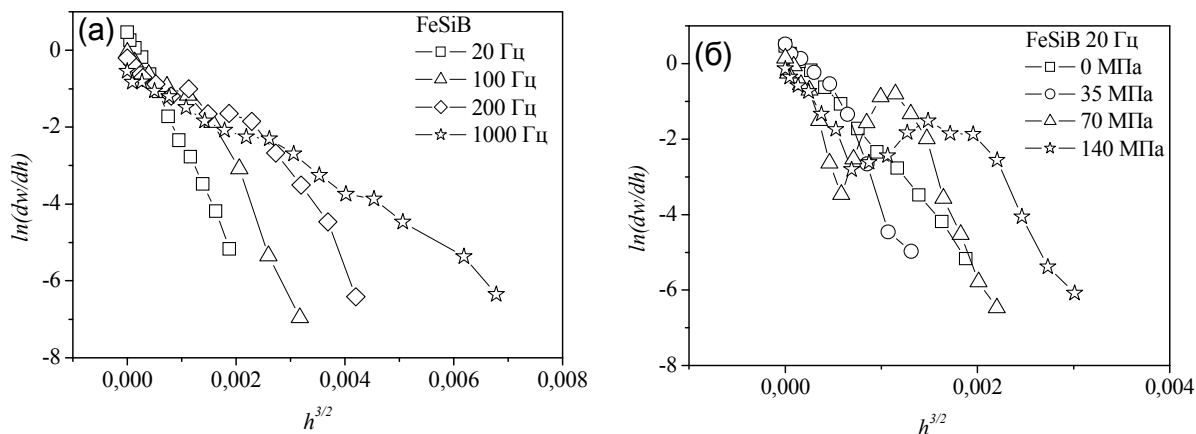 (а)
FeSiB
20 Гц
100 Гц
200 Гц
1000 Гц
ln(dw/dh)
0
-2
-4
-6
-8
0,000
0,002
0,004
0,006
0,008
h^{3/2}
(б)
FeSiB 20 Гц
0 МПа
35 МПа
70 МПа
140 МПа
ln(dw/dh)
0
-2
-4
-6
-8
0,000
0,002
0,004
h^{3/2}